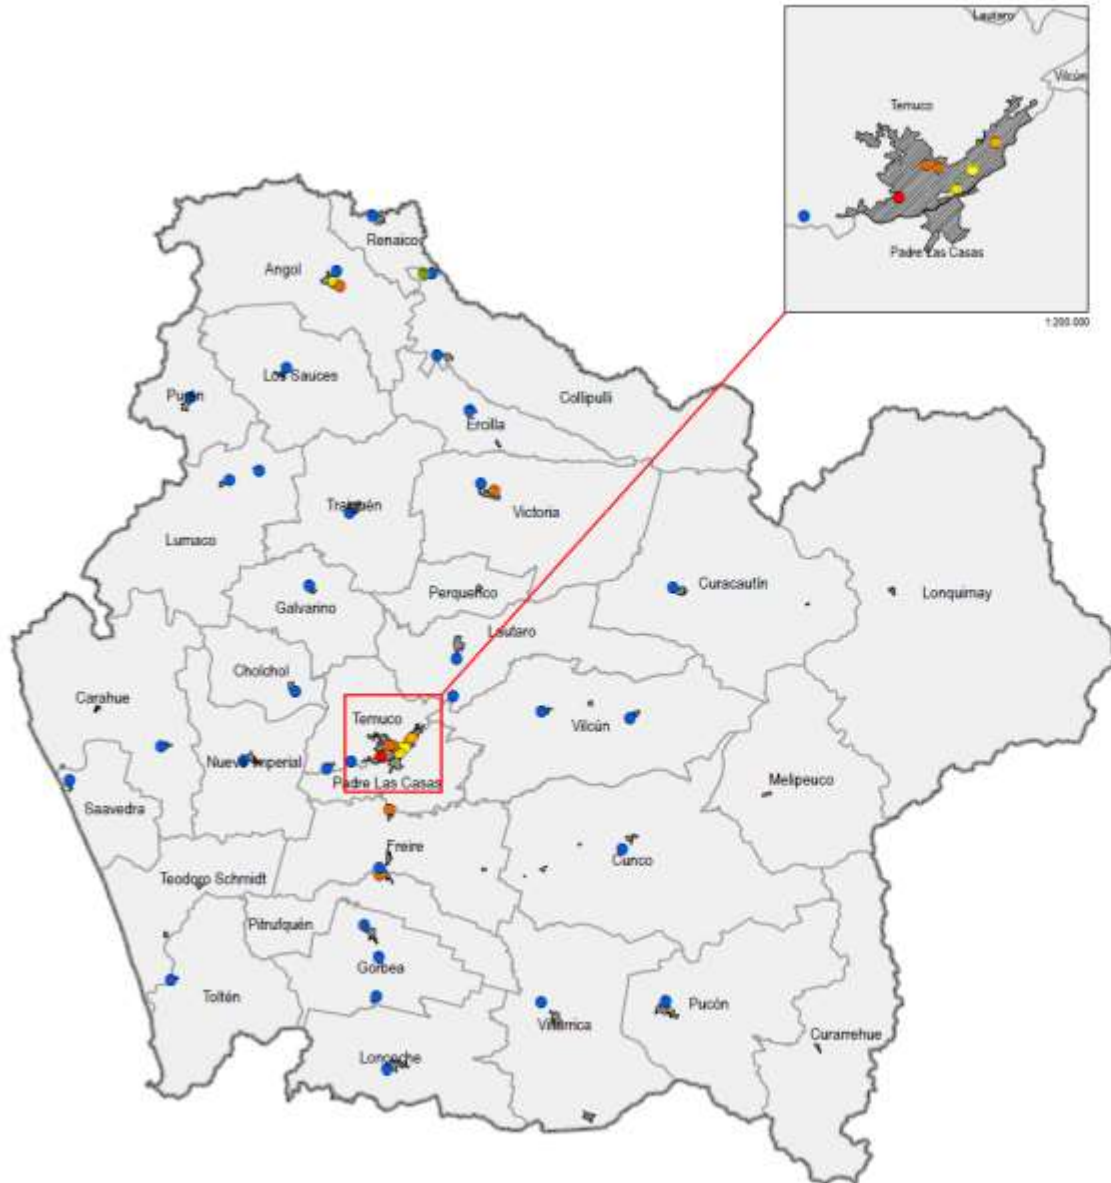 Lautaro
Vilcún
Temuco
Padre Las Casas
1:200.000
Renaico
Angol
Los Sauces
Purén
Collipulli
Ercilla
Traiguén
Victoria
Lumaco
Curacautín
Lonquimay
Perquenco
Galvarino
Lautaro
Cholchol
Carahue
Temuco
Vilcún
Nueva Imperial
Padre Las Casas
Melipeuco
Saavedra
Freire
Cunco
Teodoro Schmidt
Pitrufquén
Gorbea
Toltén
Villarrica
Pucón
Curarrehue
Loncoche